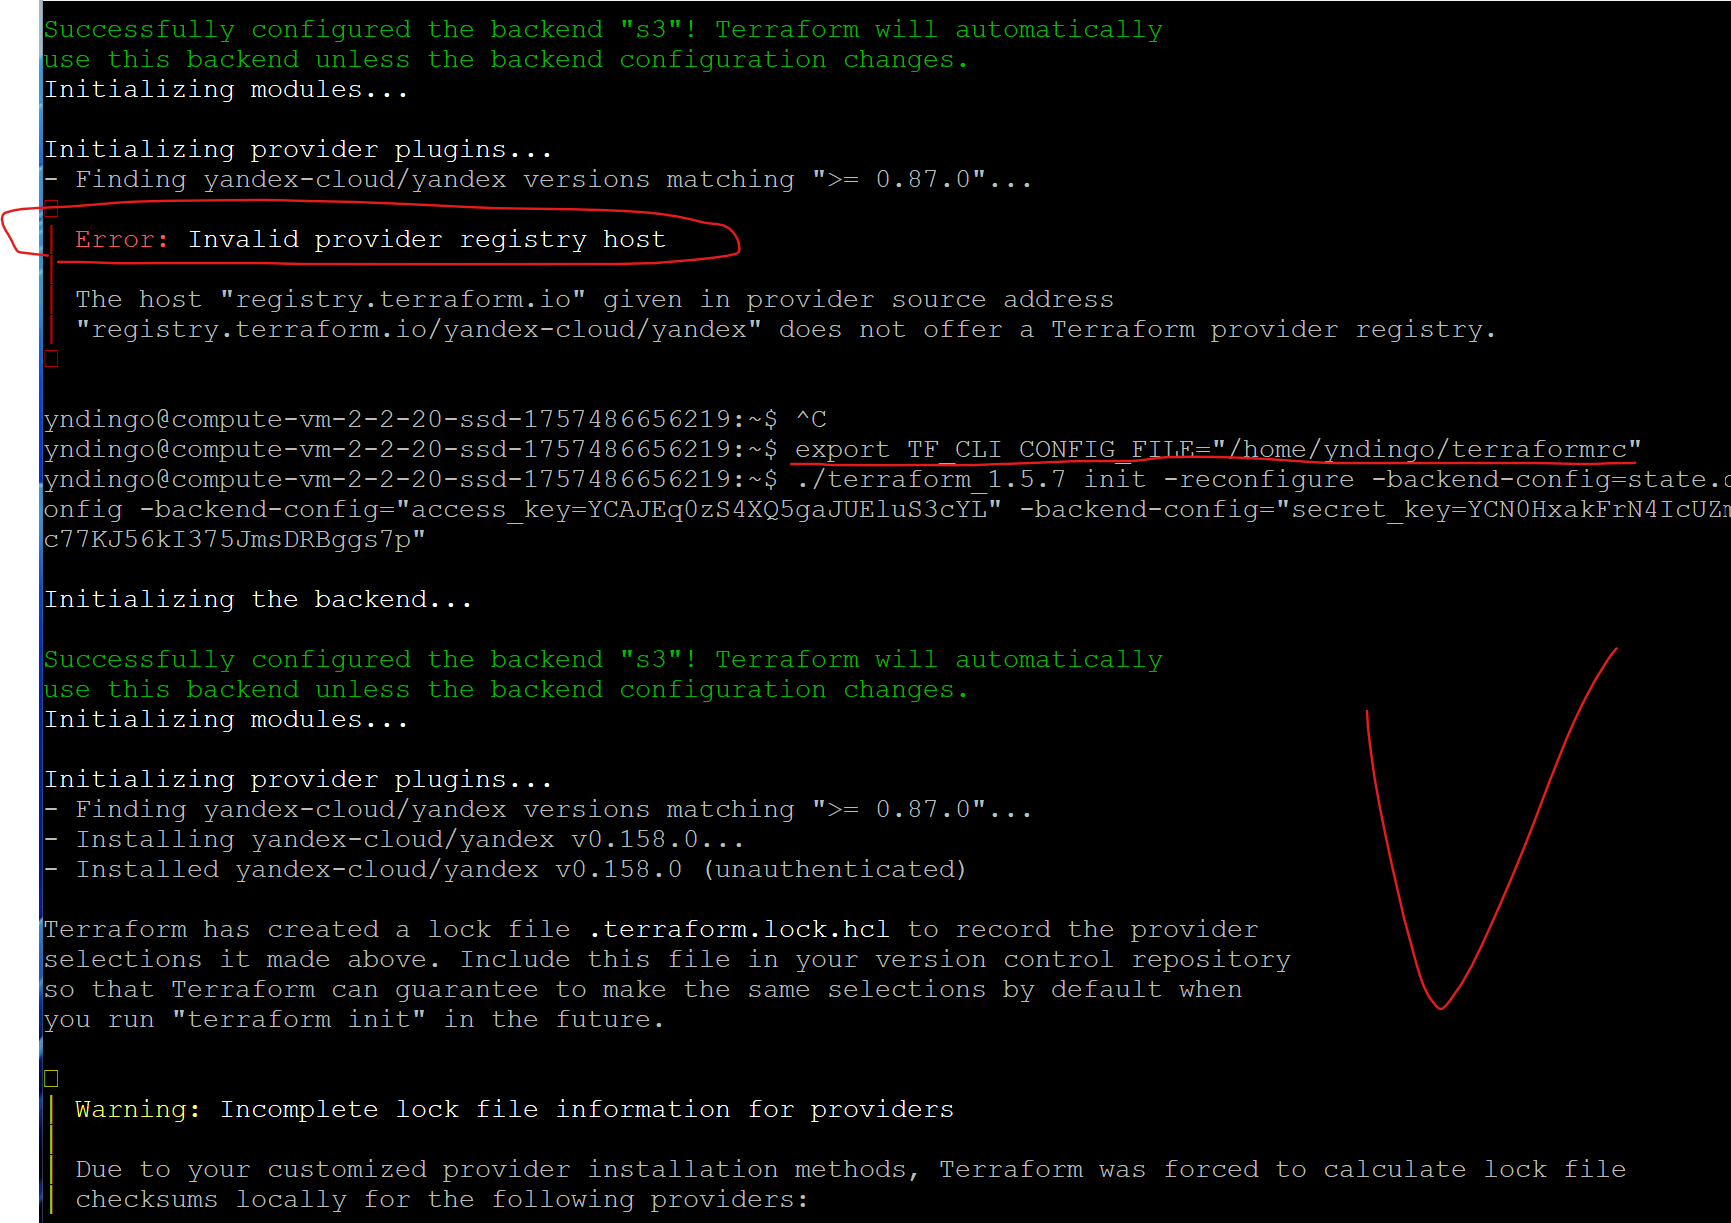 Successfully configured the backend "s3"! Terraform will automatically
use this backend unless the backend configuration changes.
Initializing modules...
Initializing provider plugins...
- Finding yandex-cloud/yandex versions matching ">= 0.87.0"...
Error: Invalid provider registry host
The host "registry.terraform.io" given in provider source address
"registry.terraform.io/yandex-cloud/yandex" does not offer a Terraform provider registry.
yndingo@compute-vm-2-2-20-ssd-1757486656219:~$ ^C
yndingo@compute-vm-2-2-20-ssd-1757486656219:~$ export TF_CLI_CONFIG_FILE="/home/yndingo/terraformrc"
yndingo@compute-vm-2-2-20-ssd-1757486656219:~$ ./terraform_1.5.7 init -reconfigure -backend-config=state.c
onfig -backend-config="access_key=YCAJEq0zS4XQ5gaJUEluS3cYL" -backend-config="secret_key=YCN0HxakFrN4IcUZm
c77KJ56kI375JmsDRBggs7p"
Initializing the backend...
Successfully configured the backend "s3"! Terraform will automatically
use this backend unless the backend configuration changes.
Initializing modules...
Initializing provider plugins...
- Finding yandex-cloud/yandex versions matching ">= 0.87.0"...
- Installing yandex-cloud/yandex v0.158.0...
- Installed yandex-cloud/yandex v0.158.0 (unauthenticated)
Terraform has created a lock file .terraform.lock.hcl to record the provider
selections it made above. Include this file in your version control repository
so that Terraform can guarantee to make the same selections by default when
you run "terraform init" in the future.
Warning: Incomplete lock file information for providers
Due to your customized provider installation methods, Terraform was forced to calculate lock file
checksums locally for the following providers: